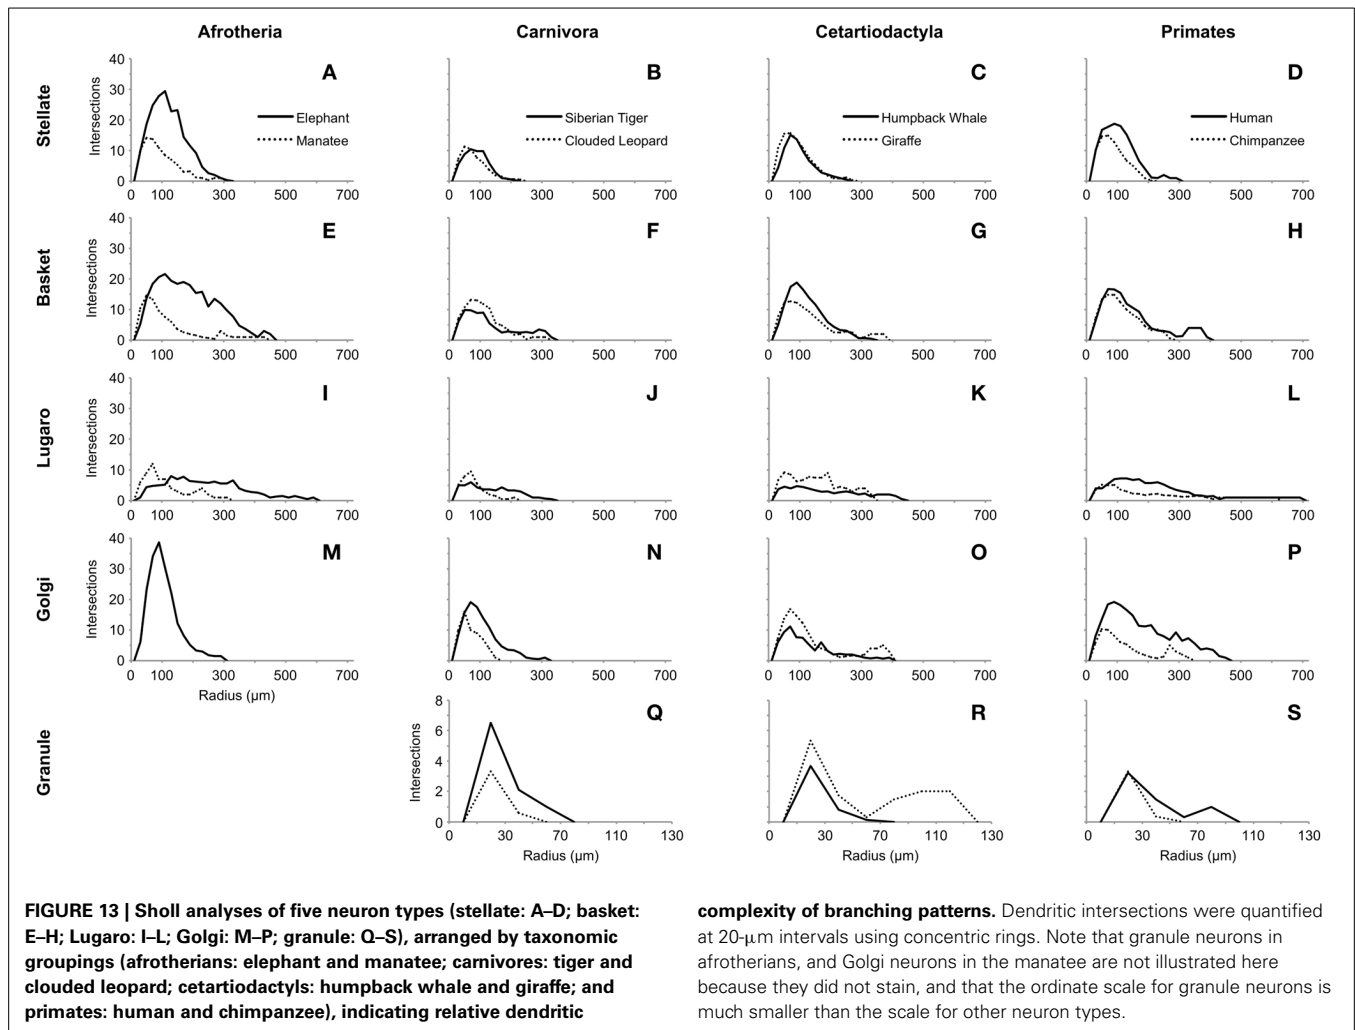 Afrotheria Carnivora Cetartiodactyla Primates
Stellate
Intersections
40
30
20
10
0
A
Elephant
Manatee
0 100 300 500 700
B
Siberian Tiger
Clouded Leopard
0 100 300 500 700
C
Humpback Whale
Giraffe
0 100 300 500 700
D
Human
Chimpanzee
0 100 300 500 700
Basket
Intersections
40
30
20
10
0
E
0 100 300 500 700
F
0 100 300 500 700
G
0 100 300 500 700
H
0 100 300 500 700
Lugaro
Intersections
40
30
20
10
0
I
0 100 300 500 700
J
0 100 300 500 700
K
0 100 300 500 700
L
0 100 300 500 700
Golgi
Intersections
40
30
20
10
0
M
0 100 300 500 700
Radius (µm)
N
0 100 300 500 700
O
0 100 300 500 700
P
0 100 300 500 700
Granule
Intersections
8
6
4
2
0
Q
0 30 70 110 130
Radius (µm)
R
0 30 70 110 130
Radius (µm)
S
0 30 70 110 130
Radius (µm)
FIGURE 13 | Sholl analyses of five neuron types (stellate: A–D; basket:
E–H; Lugaro: I–L; Golgi: M–P; granule: Q–S), arranged by taxonomic
groupings (afrotherians: elephant and manatee; carnivores: tiger and
clouded leopard; cetartiodactyls: humpback whale and giraffe; and
primates: human and chimpanzee), indicating relative dendritic
complexity of branching patterns. Dendritic intersections were quantified
at 20-µm intervals using concentric rings. Note that granule neurons in
afrotherians, and Golgi neurons in the manatee are not illustrated here
because they did not stain, and that the ordinate scale for granule neurons is
much smaller than the scale for other neuron types.